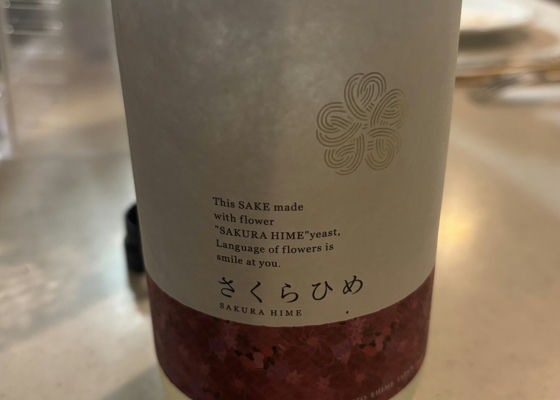 This SAKE made
with flower
"SAKURA HIME"yeast,
Language of flowers is
smile at you.
さくらひめ
SAKURA HIME